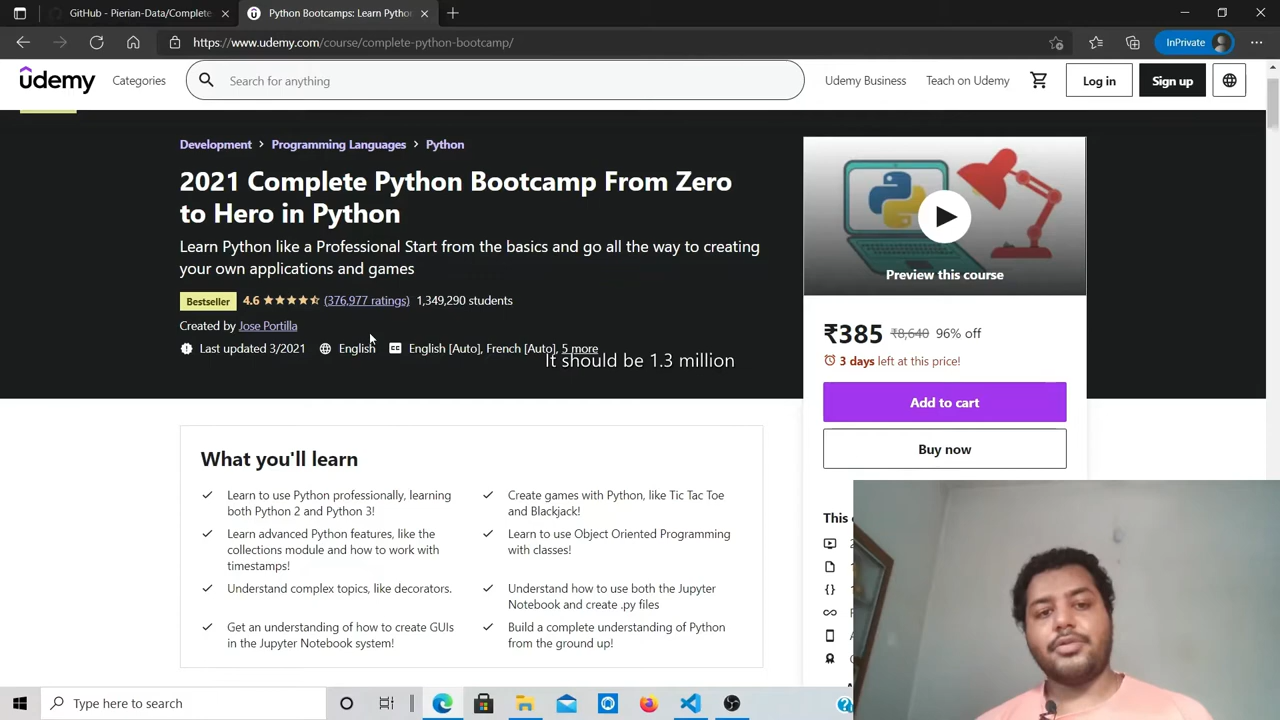 GitHub - Pierian-Data/Complete
Python Bootcamps: Learn Pytho
https://www.udemy.com/course/complete-python-bootcamp/
InPrivate
ûdemy
Categories
Search for anything
Udemy Business
Teach on Udemy
Log in
Sign up
Development
Programming Languages
Python
2021 Complete Python Bootcamp From Zero
to Hero in Python
Learn Python like a Professional Start from the basics and go all the way to creating
your own applications and games
Bestseller
4.6
(376,977 ratings)
1,349,290 students
Created by Jose Portilla
Last updated 3/2021
English
English [Auto], French [Auto], 5 more
It should be 1.3 million
Preview this course
₹385 ₹8,640 96% off
3 days left at this price!
Add to cart
Buy now
This
What you'll learn
Learn to use Python professionally, learning
both Python 2 and Python 3!
Learn advanced Python features, like the
collections module and how to work with
timestamps!
Understand complex topics, like decorators.
Get an understanding of how to create GUIs
in the Jupyter Notebook system!
Create games with Python, like Tic Tac Toe
and Blackjack!
Learn to use Object Oriented Programming
with classes!
Understand how to use both the Jupyter
Notebook and create .py files
Build a complete understanding of Python
from the ground up!
Type here to search